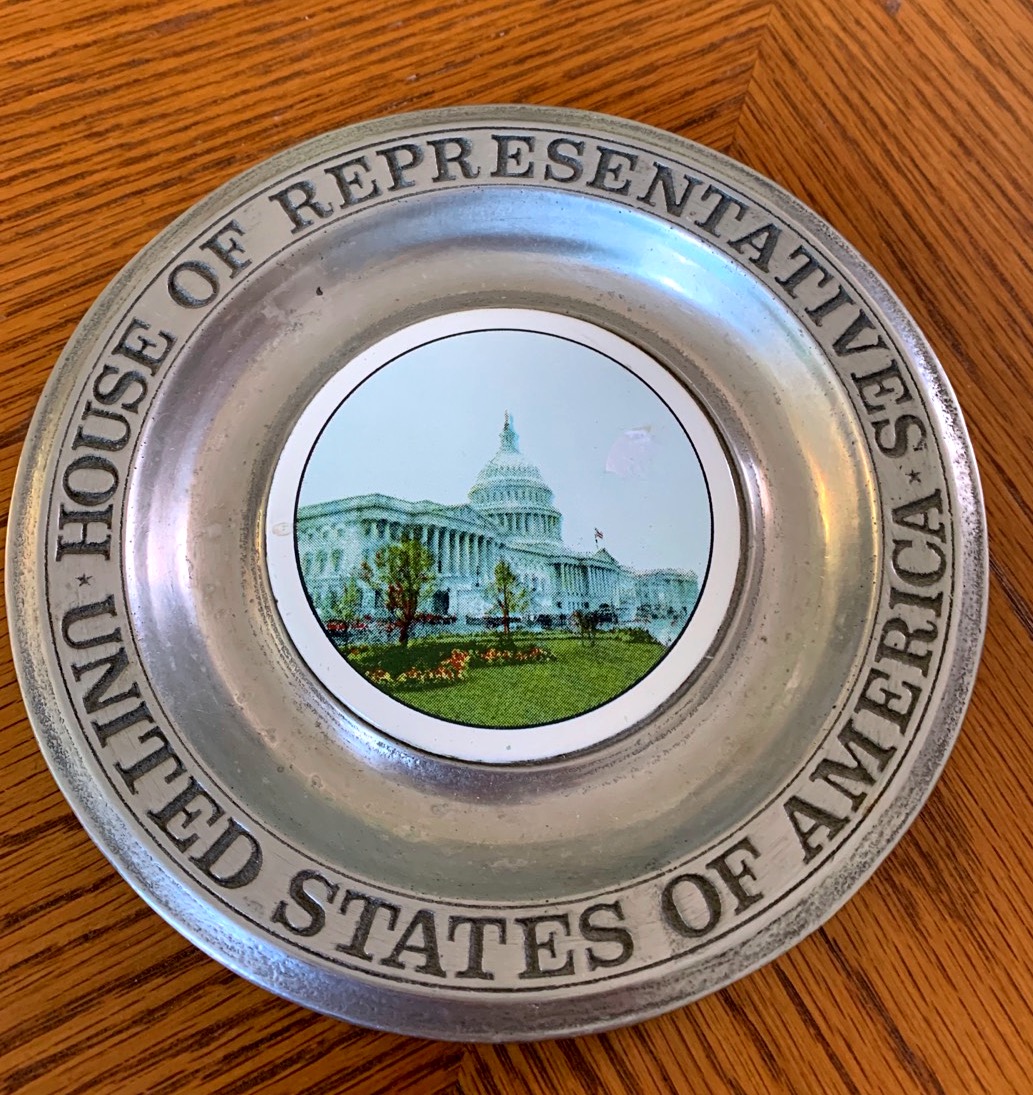 HOUSE OF REPRESENTATIVES
UNITED STATES OF AMERICA